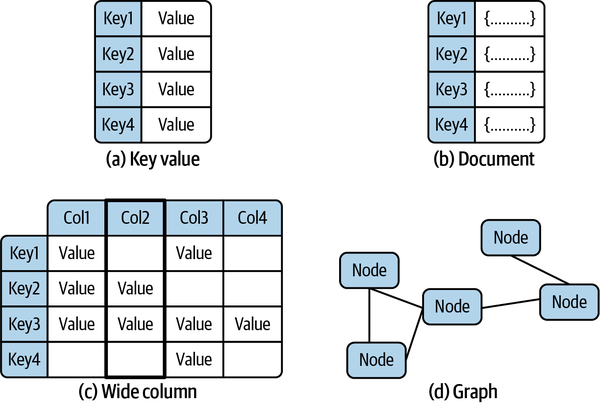 Key1 Value
Key2 Value
Key3 Value
Key4 Value
(a) Key value
Key1 {..........}
Key2 {..........}
Key3 {..........}
Key4 {..........}
(b) Document
Col1 Col2 Col3 Col4
Key1 Value Value
Key2 Value Value
Key3 Value Value Value Value
Key4 Value
(c) Wide column
Node
Node
Node
Node
Node
(d) Graph